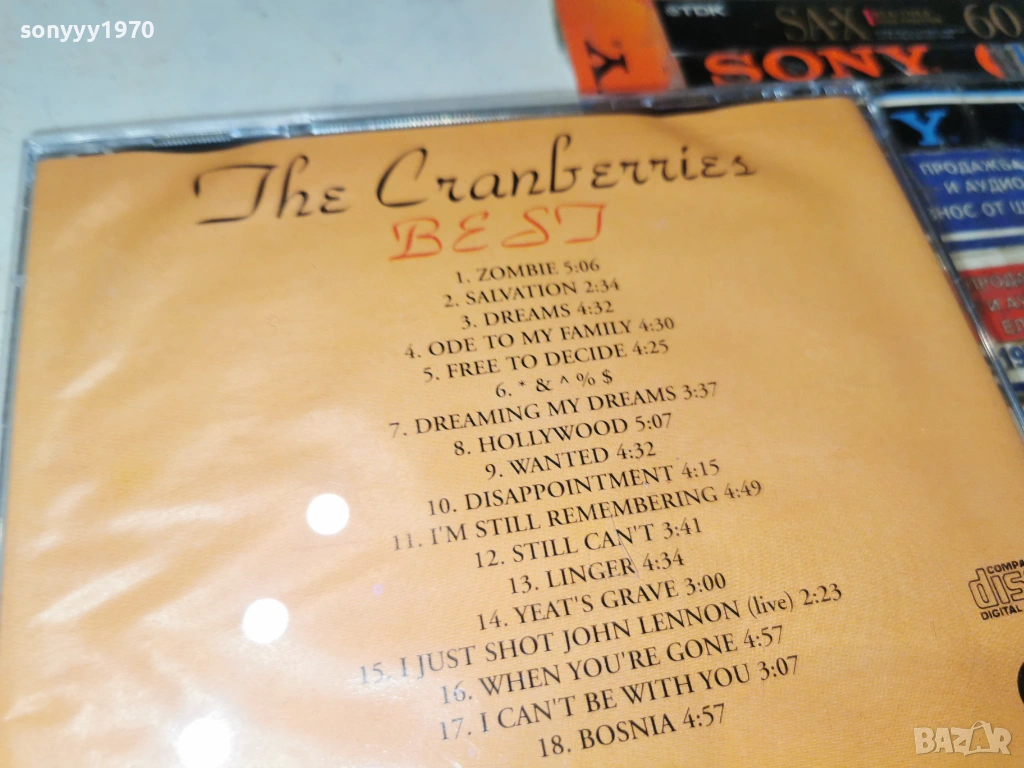 sonyyy1970
TDK SA-X 60
SONY
Y
Y
The Cranberries
BEST
1. ZOMBIE 5:06
2. SALVATION 2:34
3. DREAMS 4:32
4. ODE TO MY FAMILY 4:30
5. FREE TO DECIDE 4:25
6. * & ^ % $
7. DREAMING MY DREAMS 3:37
8. HOLLYWOOD 5:07
9. WANTED 4:32
10. DISAPPOINTMENT 4:15
11. I'M STILL REMEMBERING 4:49
12. STILL CAN'T 3:41
13. LINGER 4:34
14. YEAT'S GRAVE 3:00
15. I JUST SHOT JOHN LENNON (live) 2:23
16. WHEN YOU'RE GONE 4:57
17. I CAN'T BE WITH YOU 3:07
18. BOSNIA 4:57
ПРОДАЖБА
И АУДИО
ОТ
COMPA
dis
DIGITAL
BAZAR